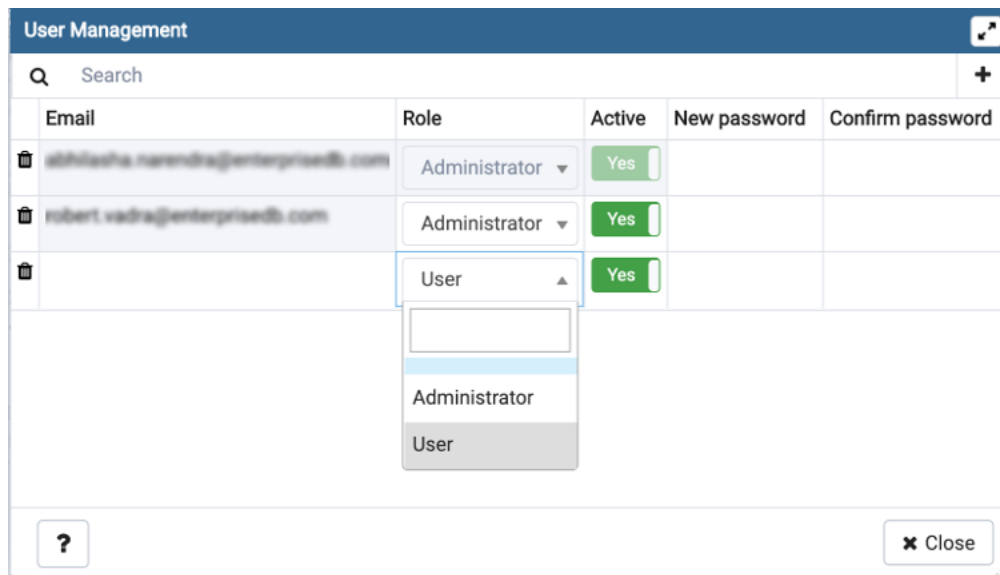 User Management
Search
Email Role Active New password Confirm password
Administrator Yes
Administrator Yes
User Yes
Administrator
User
? Close